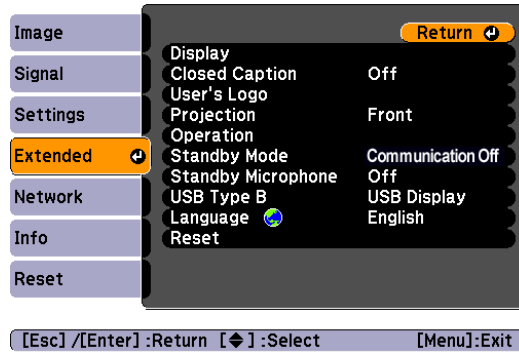 Image
Signal
Settings
Extended
Network
Info
Reset
Return
Display
Closed Caption Off
User's Logo
Projection Front
Operation
Standby Mode Communication Off
Standby Microphone Off
USB Type B USB Display
Language English
Reset
[Esc] /[Enter] :Return [◆] :Select [Menu]:Exit